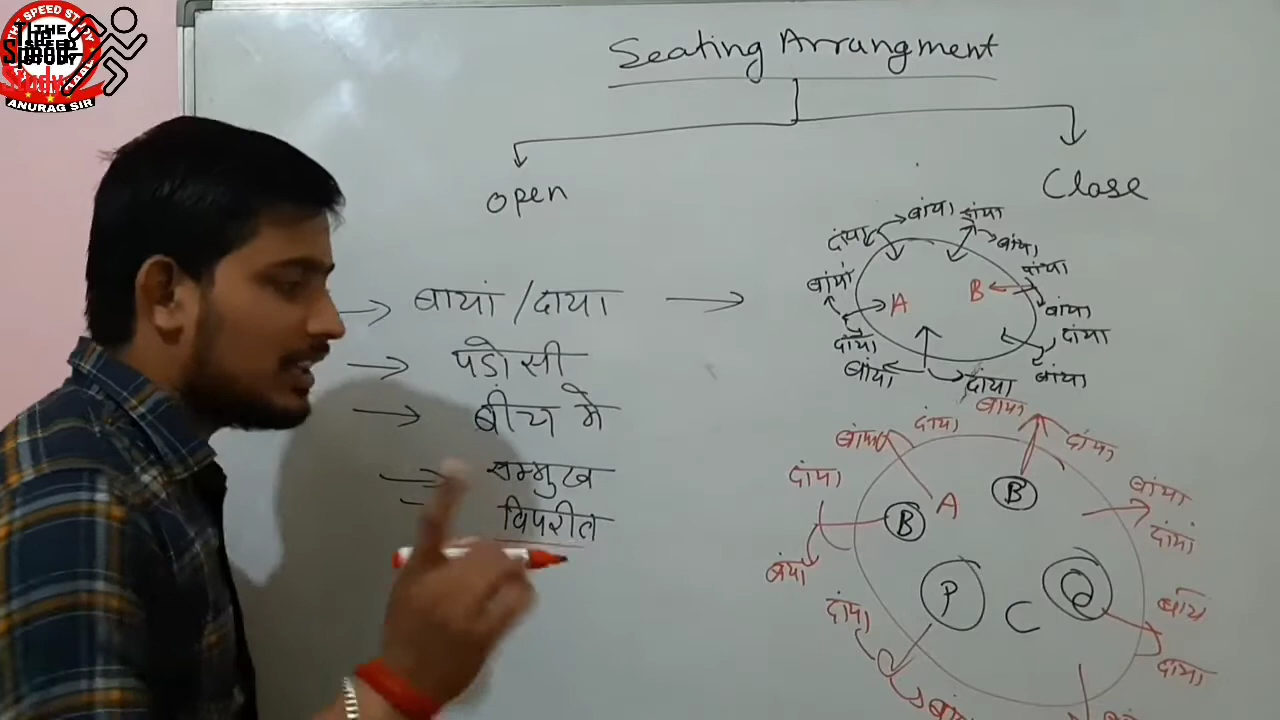 THE SPEED STUDY
ANURAG SIR
Seating Arrangment
open
Close
बायां / दाया
पडोसी
बींच मे
सम्मुख
विपरीत
दांया
बांया
दांया
बांया
बांया
दांया
A
B
बांया
बांया
दांया
दांया
बांया
दांया
बांया
बांया
दांया
बांया
दांया
दांया
बांया
दांया
B
A
B
बांया
P
C
Q
दांया
दाया